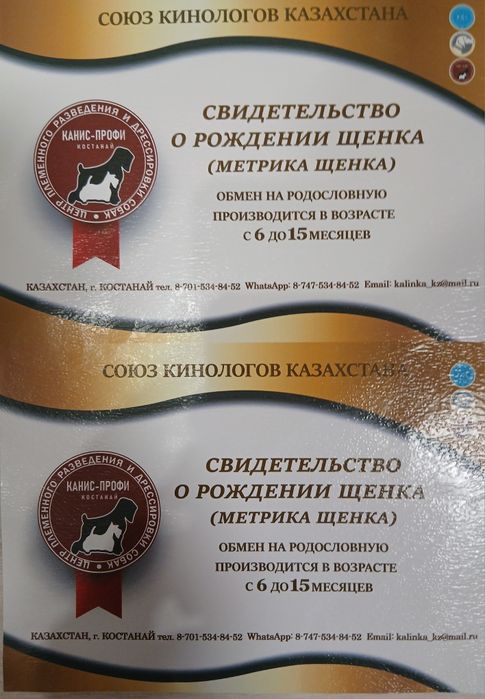 СОЮЗ КИНОЛОГОВ КАЗАХСТАНА
ЦЕНТР ПЛЕМЕННОГО РАЗВЕДЕНИЯ И ДРЕССИРОВКИ СОБАК
КАНИС-ПРОФИ
КОСТАНАЙ
СВИДЕТЕЛЬСТВО
О РОЖДЕНИИ ЩЕНКА
(МЕТРИКА ЩЕНКА)
ОБМЕН НА РОДОСЛОВНУЮ
ПРОИЗВОДИТСЯ В ВОЗРАСТЕ
С 6 ДО 15 МЕСЯЦЕВ
КАЗАХСТАН, г. КОСТАНАЙ тел. 8-701-534-84-52 WhatsApp: 8-747-534-84-52 Email: kalinka_kz@mail.ru
СОЮЗ КИНОЛОГОВ КАЗАХСТАНА
ЦЕНТР ПЛЕМЕННОГО РАЗВЕДЕНИЯ И ДРЕССИРОВКИ СОБАК
КАНИС-ПРОФИ
КОСТАНАЙ
СВИДЕТЕЛЬСТВО
О РОЖДЕНИИ ЩЕНКА
(МЕТРИКА ЩЕНКА)
ОБМЕН НА РОДОСЛОВНУЮ
ПРОИЗВОДИТСЯ В ВОЗРАСТЕ
С 6 ДО 15 МЕСЯЦЕВ
КАЗАХСТАН, г. КОСТАНАЙ тел. 8-701-534-84-52 WhatsApp: 8-747-534-84-52 Email: kalinka_kz@mail.ru